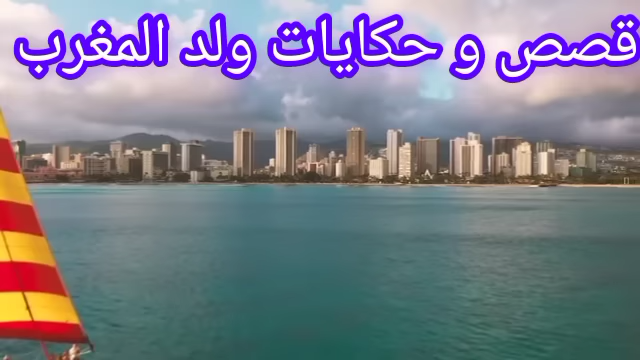 قصص و حكايات ولد المغرب